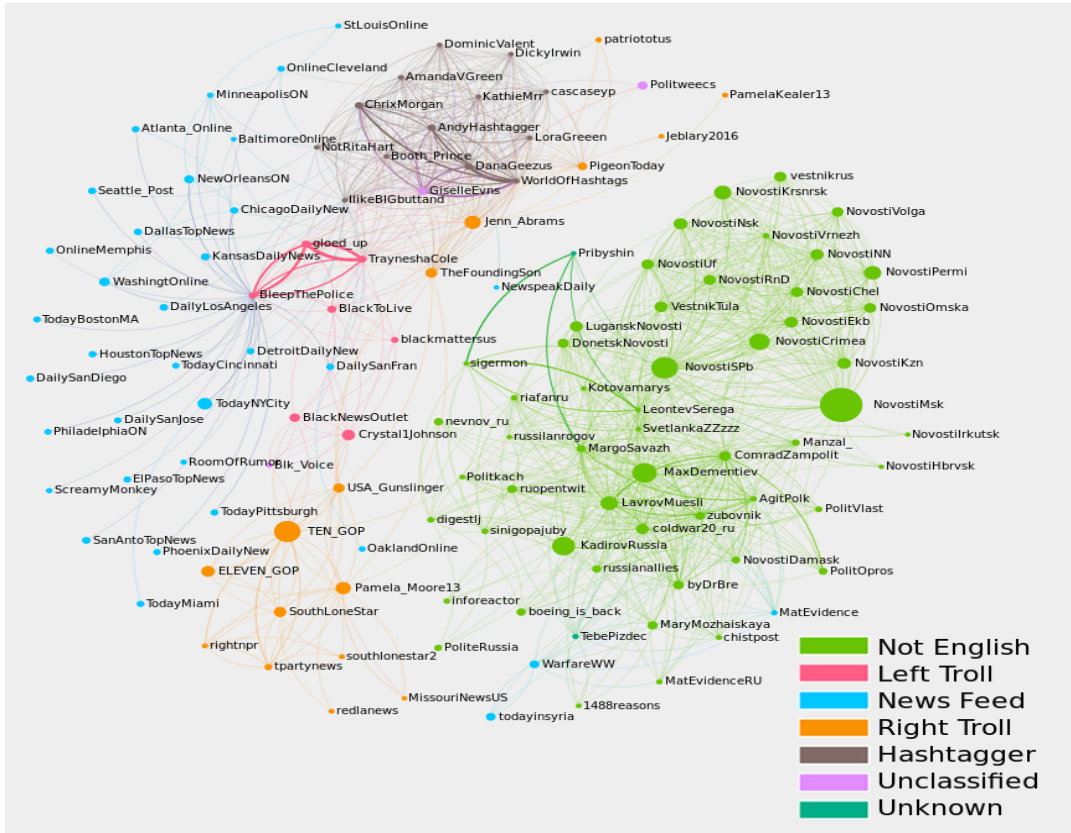 StLouisOnline
DominicValent
patriototus
DickyIrwin
OnlineCleveland
AmandaVGreen
Politweecs
MinneapolisON
KathieMrr
cascaseyp
PamelaKealer13
ChrixMorgan
Atlanta_Online
AndyHashtagger
Jeblary2016
Baltimore0nline
LoraGreeen
NotRitaHart
Booth_Prince
DanaGeezus
PigeonToday
NewOrleansON
WorldOfHashtags
vestnikrus
Seattle_Post
GiselleEvns
NovostiKrsnrsk
IlikeBIGbuttand
ChicagoDailyNew
NovostiVolga
Jenn_Abrams
NovostiNsk
DallasTopNews
NovostiVrnezh
gloed_up
OnlineMemphis
KansasDailyNews
TrayneshaCole
Pribyshin
NovostiNN
NovostiUf
TheFoundingSon
NovostiPermi
WashingtOnline
NewspeakDaily
NovostiRnD
BleepThePolice
NovostiChel
DailyLosangeles
BlackToLive
VestnikTula
NovostiOmska
TodayBostonMA
LuganskNovosti
NovostiEkb
blackmattersus
DonetskNovosti
NovostiCrimea
HoustonTopNews
DetroitDailyNew
TodayCincinnati
DailySanFran
sigermon
NovostiSPb
NovostiKzn
DailySanDiego
Kotovamarys
riafanru
TodayNYCity
NovostiMsk
LeontevSerega
DailySanJose
BlackNewsOutlet
nevnov_ru
PhiladelphiaON
Crystal1Johnson
russilanrogov
SvetlankaZZzzz
NovostiIrkutsk
MargoSavazh
Manzal_
ComradZampolit
RoomOfRumor
Blk_Voice
NovostiHbrvsk
ElPasoTopNews
Politkach
MaxDementiev
ScreamyMonkey
USA_Gunslinger
ruopentwit
LavrovMuesli
AgitPolk
TodayPittsburgh
digestlj
zubovnik
PolitVlast
TEN_GOP
sinigopajuby
coldwar20_ru
SanAntoTopNews
PhoenixDailyNew
OaklandOnline
KadirovRussia
NovostiDamask
ELEVEN_GOP
russianallies
PolitOpros
Pamela_Moore13
byDrBre
TodayMiami
inforeactor
SouthLoneStar
boeing_is_back
MatEvidence
MaryMozhaiskaya
TebePizdec
chistpost
rightnpr
PoliteRussia
southlonestar2
tpartynews
WarfareWW
MatEvidenceRU
MissouriNewsUS
redlanews
todayinsyria
1488reasons
Not English
Left Troll
News Feed
Right Troll
Hashtagger
Unclassified
Unknown